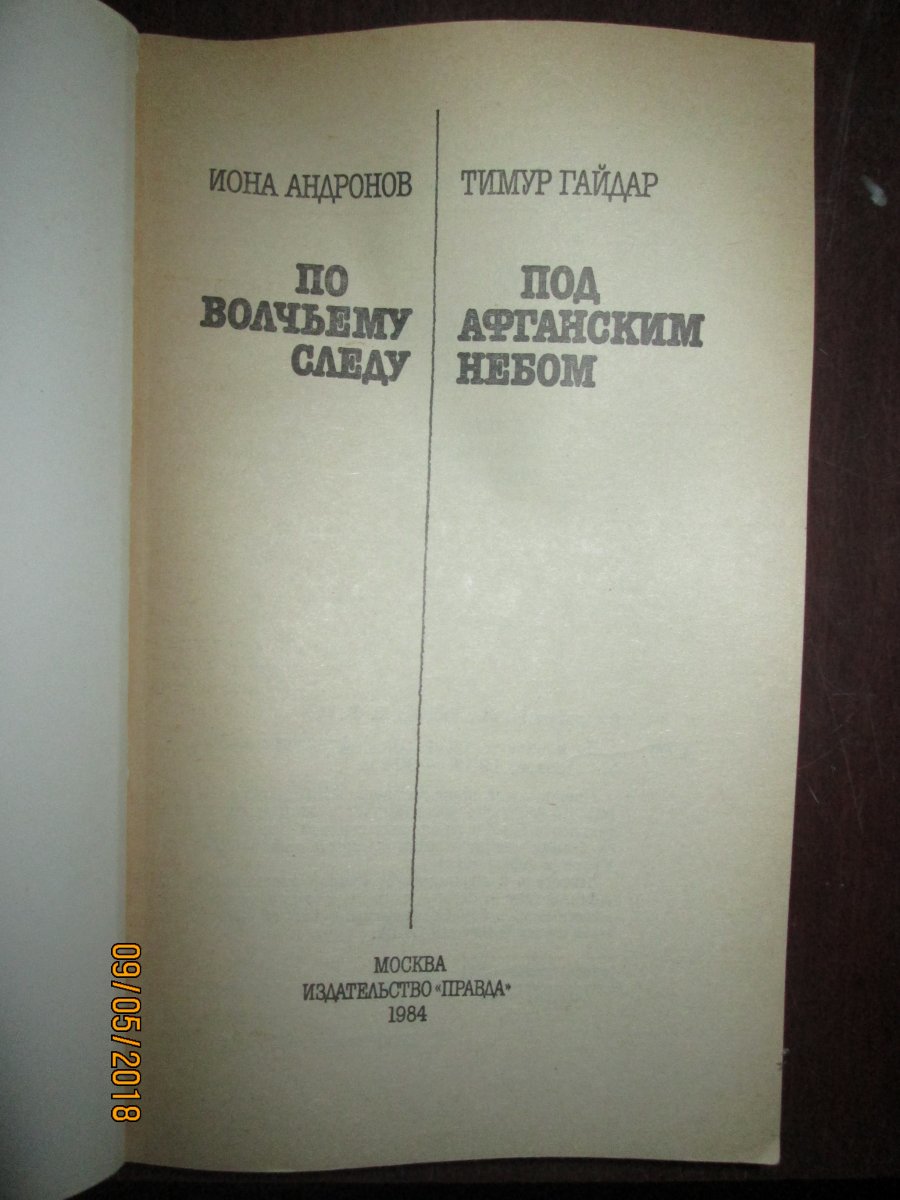 ИОНА АНДРОНОВ
ПО
ВОЛЧЬЕМУ
СЛЕДУ
ТИМУР ГАЙДАР
ПОД
АФГАНСКИМ
НЕБОМ
МОСКВА
ИЗДАТЕЛЬСТВО «ПРАВДА»
1984
09/05/2018